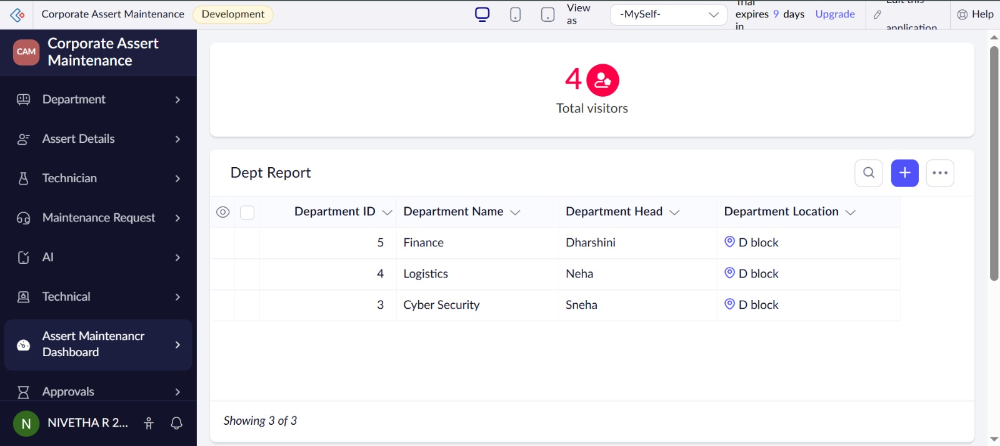 Corporate Assert Maintenance Development
View as
-MySelf-
Trial expires in 9 days Upgrade
Edit this application
Help
CAM Corporate Assert Maintenance
Department
Assert Details
Technician
Maintenance Request
AI
Technical
Assert Maintenancr Dashboard
Approvals
N NIVETHA R 2...
4
Total visitors
Dept Report
Department ID Department Name Department Head Department Location
5 Finance Dharshini D block
4 Logistics Neha D block
3 Cyber Security Sneha D block
Showing 3 of 3